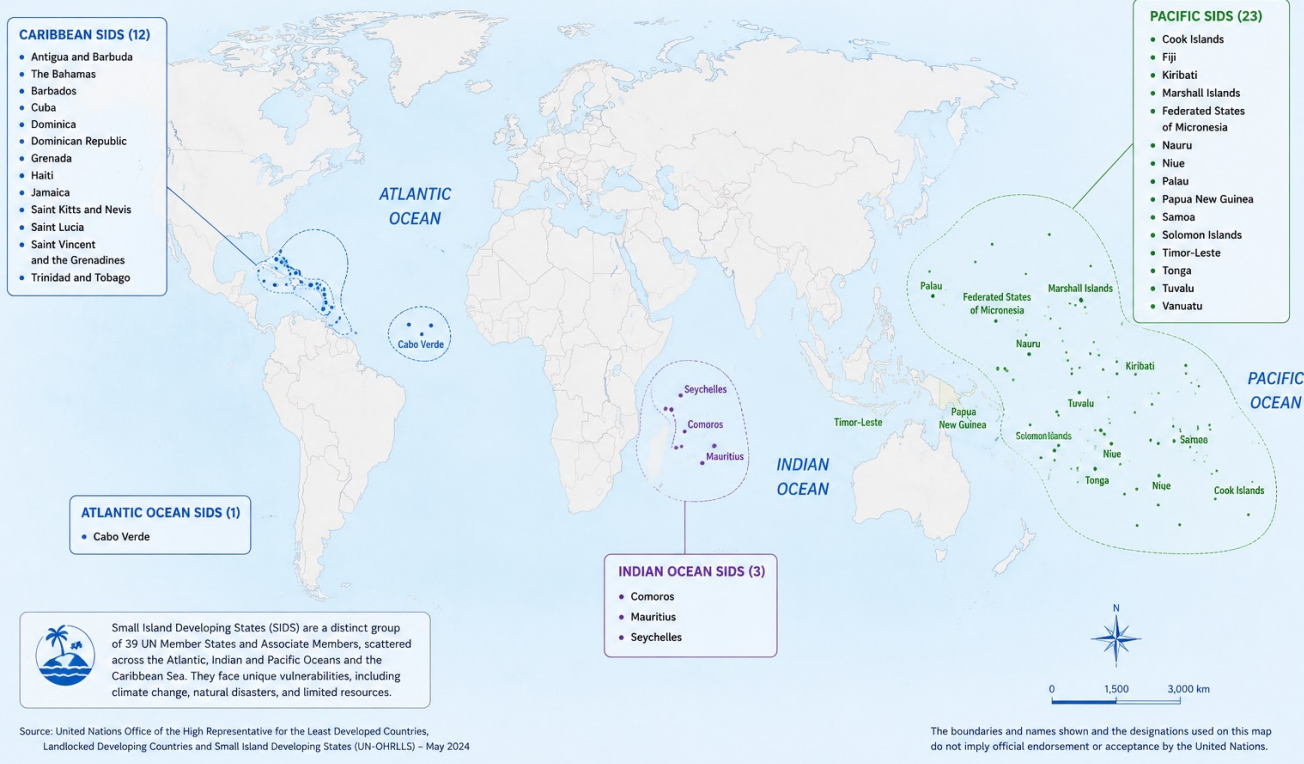 CARIBBEAN SIDS (12)
Antigua and Barbuda
The Bahamas
Barbados
Cuba
Dominica
Dominican Republic
Grenada
Haiti
Jamaica
Saint Kitts and Nevis
Saint Lucia
Saint Vincent
and the Grenadines
Trinidad and Tobago
PACIFIC SIDS (23)
Cook Islands
Fiji
Kiribati
Marshall Islands
Federated States
of Micronesia
Nauru
Niue
Palau
Papua New Guinea
Samoa
Solomon Islands
Timor-Leste
Tonga
Tuvalu
Vanuatu
ATLANTIC
OCEAN
Cabo Verde
Palau
Federated States
of Micronesia
Marshall Islands
Nauru
Kiribati
PACIFIC
OCEAN
Tuvalu
Papua
New Guinea
Timor-Leste
Solomon Islands
Samoa
Niue
Tonga
Niue
Cook Islands
Seychelles
Comoros
Mauritius
INDIAN
OCEAN
ATLANTIC OCEAN SIDS (1)
Cabo Verde
INDIAN OCEAN SIDS (3)
Comoros
Mauritius
Seychelles
Small Island Developing States (SIDS) are a distinct group
of 39 UN Member States and Associate Members, scattered
across the Atlantic, Indian and Pacific Oceans and the
Caribbean Sea. They face unique vulnerabilities, including
climate change, natural disasters, and limited resources.
N
0 1,500 3,000 km
Source: United Nations Office of the High Representative for the Least Developed Countries,
Landlocked Developing Countries and Small Island Developing States (UN-OHRLLS) – May 2024
The boundaries and names shown and the designations used on this map
do not imply official endorsement or acceptance by the United Nations.